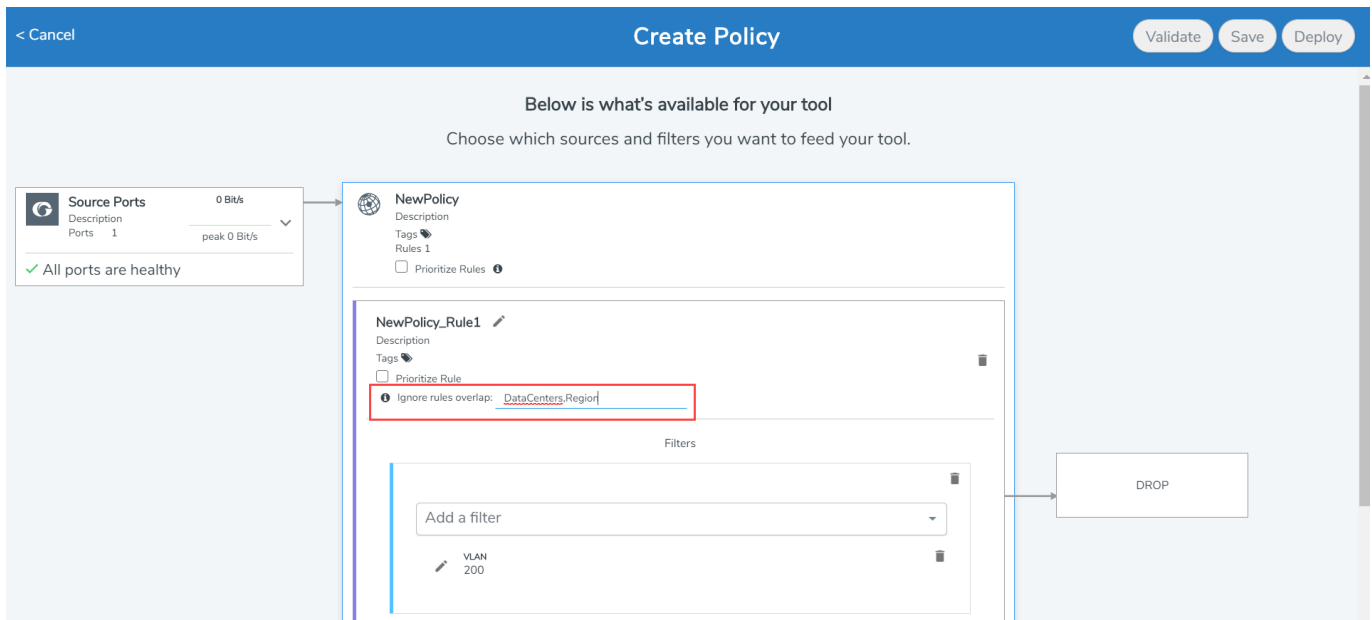 < Cancel
Create Policy
Validate
Save
Deploy
Below is what's available for your tool
Choose which sources and filters you want to feed your tool.
Source Ports
0 Bit/s
Description
Ports 1
peak 0 Bit/s
All ports are healthy
NewPolicy
Description
Tags
Rules 1
Prioritize Rules
NewPolicy_Rule1
Description
Tags
Prioritize Rule
Ignore rules overlap: DataCenters,Region
Filters
Add a filter
VLAN
200
DROP